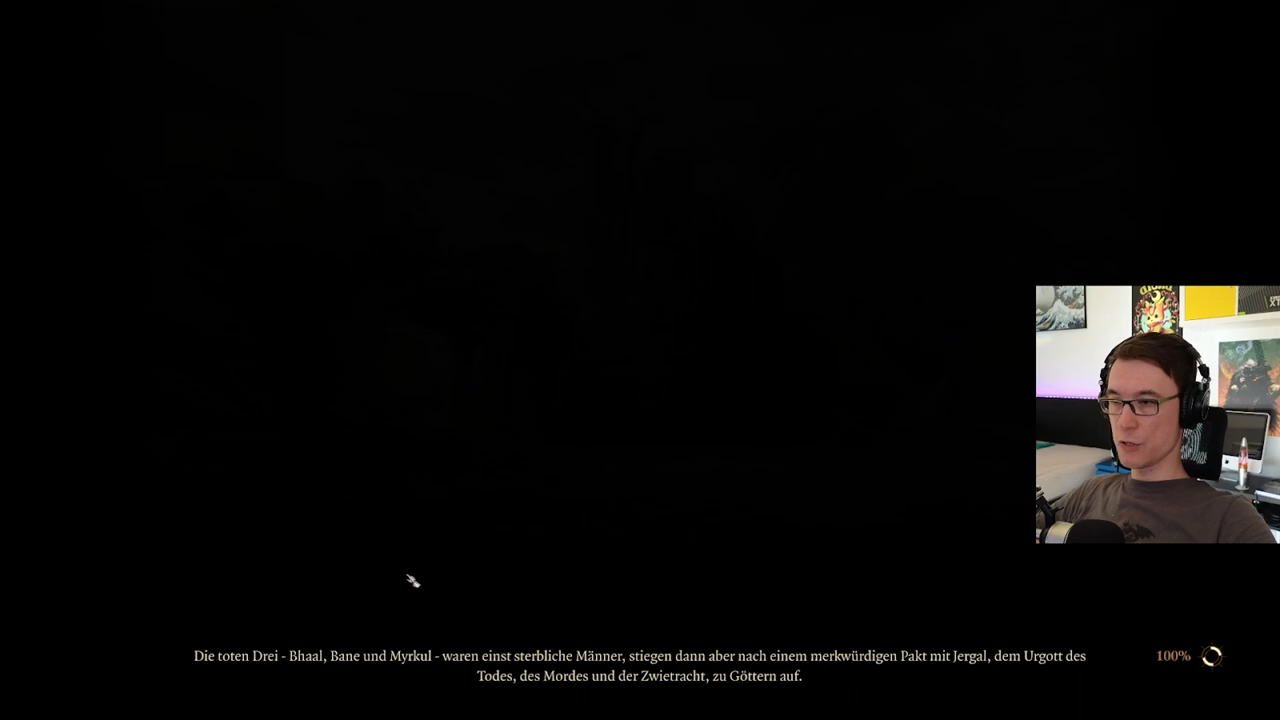 Die toten Drei - Bhaal, Bane und Myrkul - waren einst sterbliche Männer, stiegen dann aber nach einem merkwürdigen Pakt mit Jergal, dem Urgott des
Todes, des Mordes und der Zwietracht, zu Göttern auf.
100%